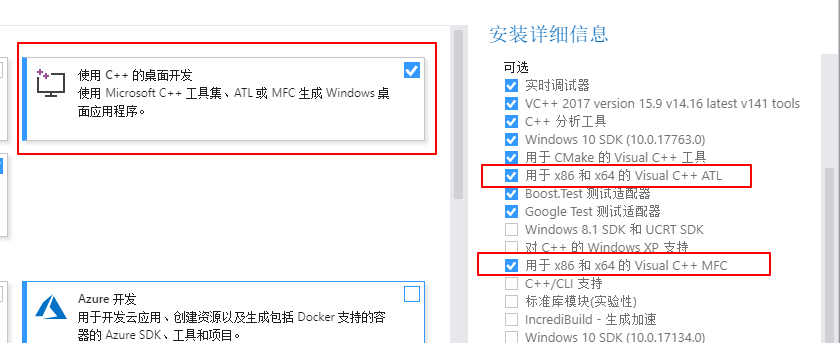 使用 C++ 的桌面开发
使用 Microsoft C++ 工具集、ATL 或 MFC 生成 Windows 桌
面应用程序。
Azure 开发
用于开发云应用、创建资源以及生成包括 Docker 支持的容
器的 Azure SDK、工具和项目。
安装详细信息
可选
实时调试器
VC++ 2017 version 15.9 v14.16 latest v141 tools
C++ 分析工具
Windows 10 SDK (10.0.17763.0)
用于 CMake 的 Visual C++ 工具
用于 x86 和 x64 的 Visual C++ ATL
Boost.Test 测试适配器
Google Test 测试适配器
Windows 8.1 SDK 和 UCRT SDK
对 C++ 的 Windows XP 支持
用于 x86 和 x64 的 Visual C++ MFC
C++/CLI 支持
标准库模块(实验性)
IncrediBuild - 生成加速
Windows 10 SDK (10.0.17134.0)